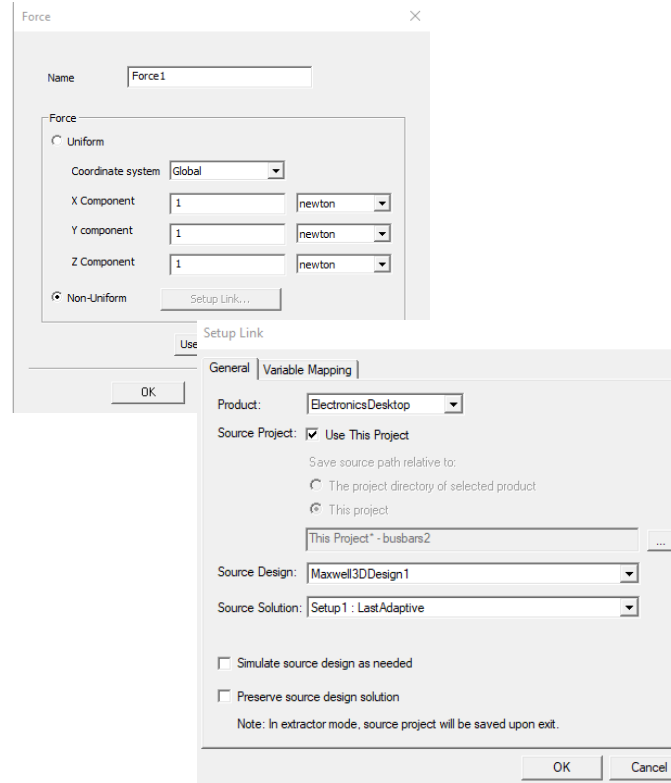 Force
Name Force1
Force
Uniform
Coordinate system Global
X Component 1 newton
Y component 1 newton
Z Component 1 newton
Non-Uniform Setup Link...
Use
OK
Setup Link
General Variable Mapping
Product: ElectronicsDesktop
Source Project: Use This Project
Save source path relative to:
The project directory of selected product
This project
This Project* - busbars2 ...
Source Design: Maxwell3DDesign1
Source Solution: Setup1 : LastAdaptive
Simulate source design as needed
Preserve source design solution
Note: In extractor mode, source project will be saved upon exit.
OK Cancel